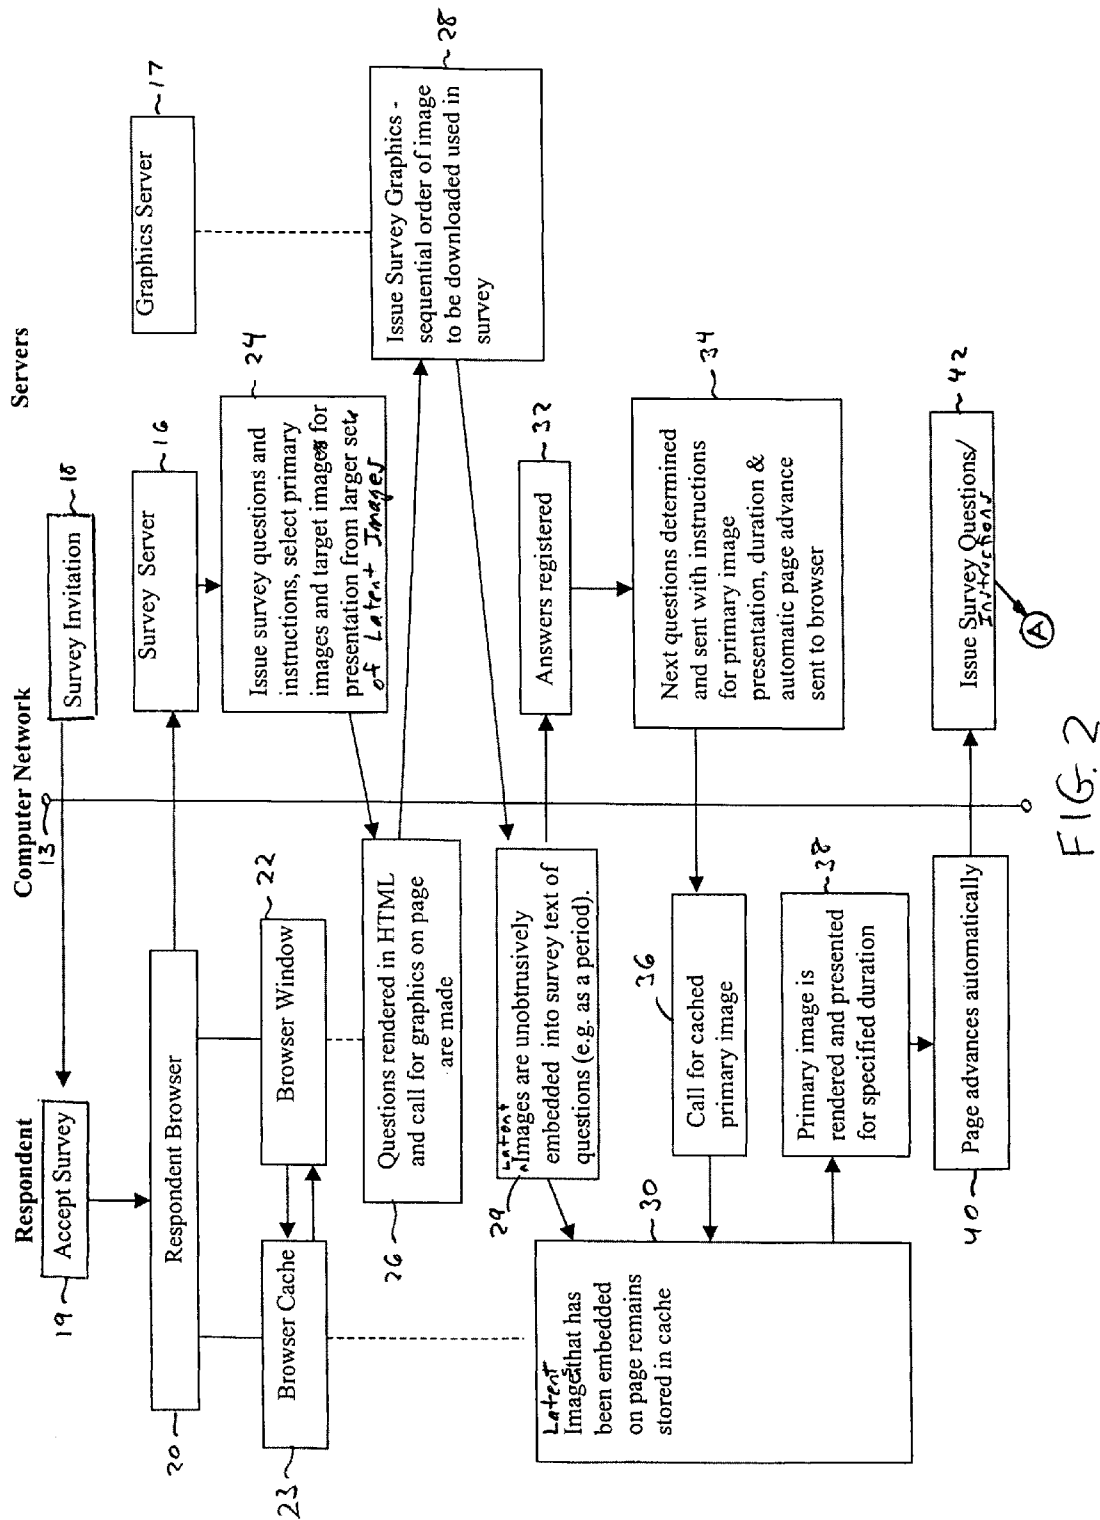 Respondent
Computer Network
Servers
13
19
Accept Survey
Survey Invitation
18
20
Respondent Browser
Survey Server
16
Graphics Server
17
23
Browser Cache
Browser Window
22
Issue survey questions and
instructions, select primary
images and target images for
presentation from larger sets
of Latent Images
24
26
Questions rendered in HTML
and call for graphics on page
are made
Issue Survey Graphics -
sequential order of image
to be downloaded used in
survey
28
29
Latent
Images are unobtrusively
embedded into survey text of
questions (e.g. as a period).
Answers registered
32
Latent
Images that has
been embedded
on page remains
stored in cache
30
36
Call for cached
primary image
Next questions determined
and sent with instructions
for primary image
presentation, duration &
automatic page advance
sent to browser
34
Primary image is
rendered and presented
for specified duration
38
40
Page advances automatically
Issue Survey Questions/
Instructions
42
A
FIG. 2